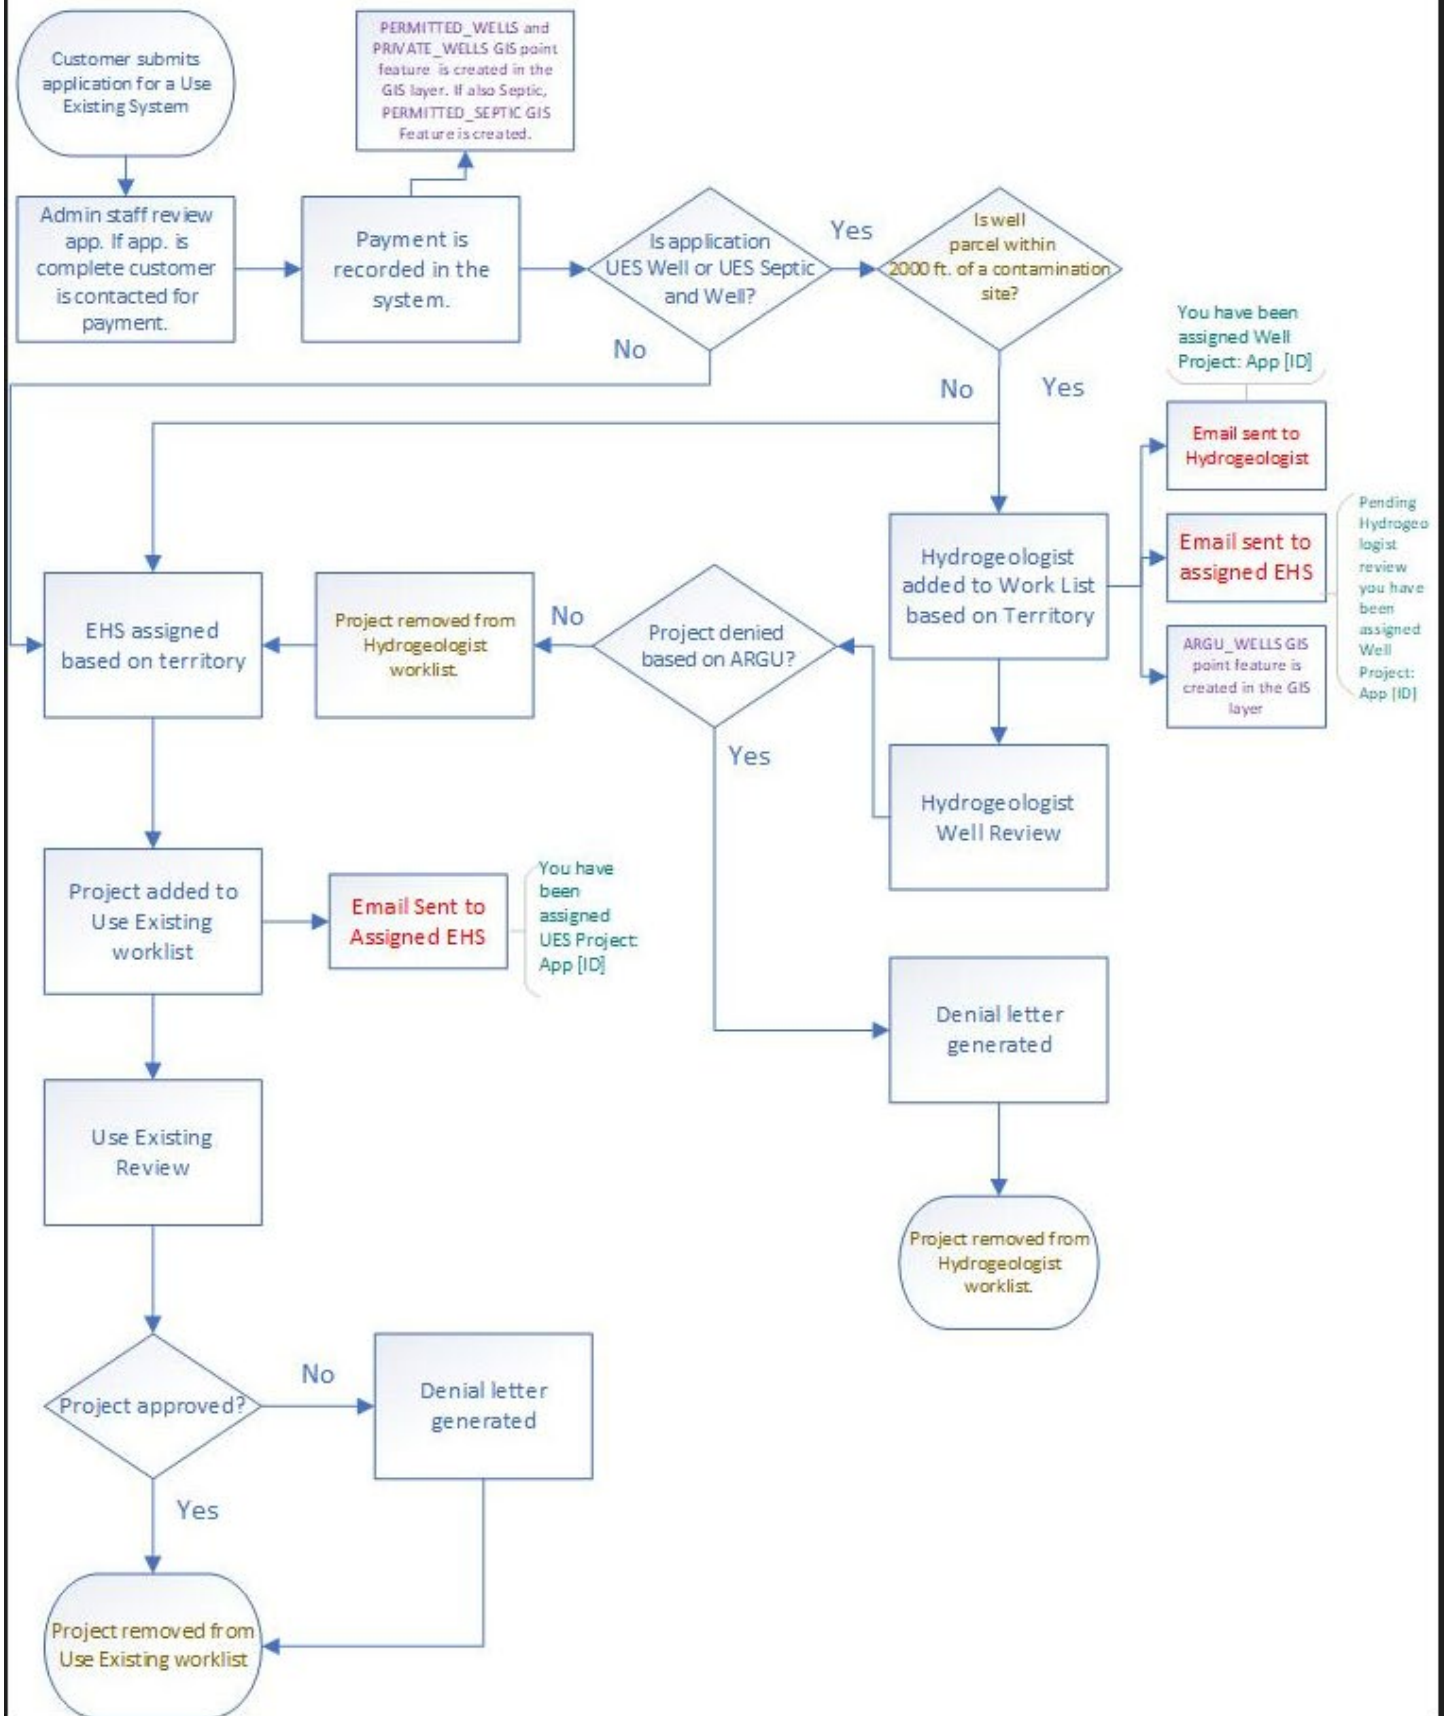 Customer submits
application for a Use
Existing System
PERMITTED_WELLS and
PRIVATE_WELLS GIS point
feature is created in the
GIS layer. If also Septic,
PERMITTED_SEPTIC GIS
Feature is created.
Admin staff review
app. If app. is
complete customer
is contacted for
payment.
Payment is
recorded in the
system.
Is application
UES Well or UES Septic
and Well?
Yes
No
Is well
parcel within
2000 ft. of a contamination
site?
No
Yes
You have been
assigned Well
Project: App [ID]
Email sent to
Hydrogeologist
Email sent to
assigned EHS
Pending
Hydrogeo
logist
review
you have
been
assigned
Well
Project:
App [ID]
ARGU_WELLS GIS
point feature is
created in the GIS
layer
Hydrogeologist
added to Work List
based on Territory
Hydrogeologist
Well Review
Project denied
based on ARGU?
No
Yes
Project removed from
Hydrogeologist
worklist.
EHS assigned
based on territory
Project added to
Use Existing
worklist
Email Sent to
Assigned EHS
You have
been
assigned
UES Project:
App [ID]
Denial letter
generated
Project removed from
Hydrogeologist
worklist.
Use Existing
Review
Project approved?
No
Denial letter
generated
Yes
Project removed from
Use Existing worklist